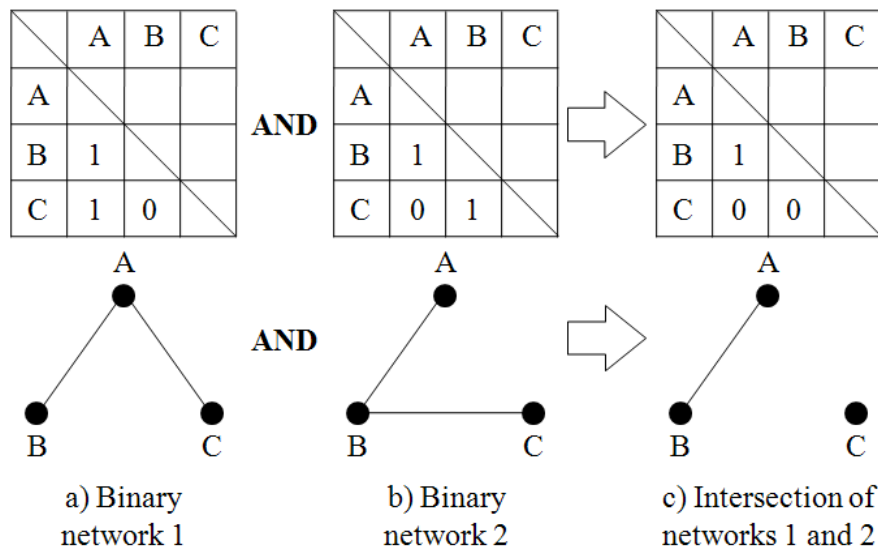 A B C A B C A B C
A AND A A
B 1 B 1 B 1
C 1 0 C 0 1 C 0 0
A A A
AND
B C B C B C
a) Binary b) Binary c) Intersection of
network 1 network 2 networks 1 and 2